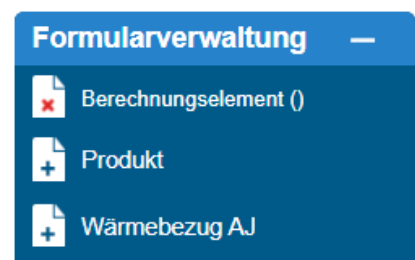 Formularverwaltung
Berechnungselement ()
Produkt
Wärmebezug AJ